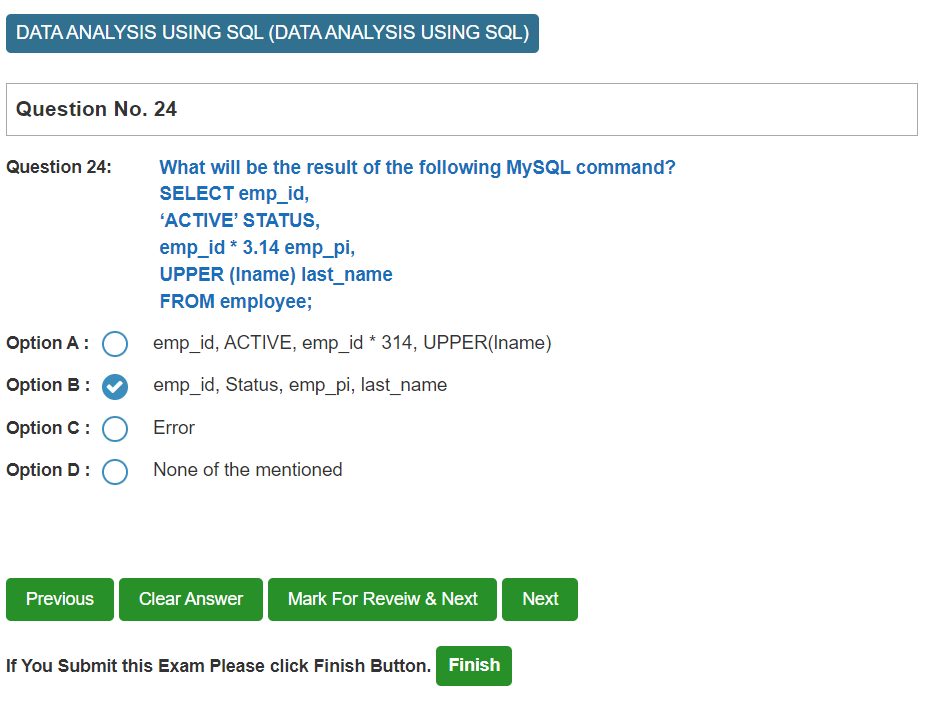 DATA ANALYSIS USING SQL (DATA ANALYSIS USING SQL)
Question No. 24
Question 24: What will be the result of the following MySQL command?
SELECT emp_id,
‘ACTIVE’ STATUS,
emp_id * 3.14 emp_pi,
UPPER (lname) last_name
FROM employee;
Option A : emp_id, ACTIVE, emp_id * 314, UPPER(lname)
Option B : emp_id, Status, emp_pi, last_name
Option C : Error
Option D : None of the mentioned
Previous Clear Answer Mark For Reveiw & Next Next
If You Submit this Exam Please click Finish Button. Finish